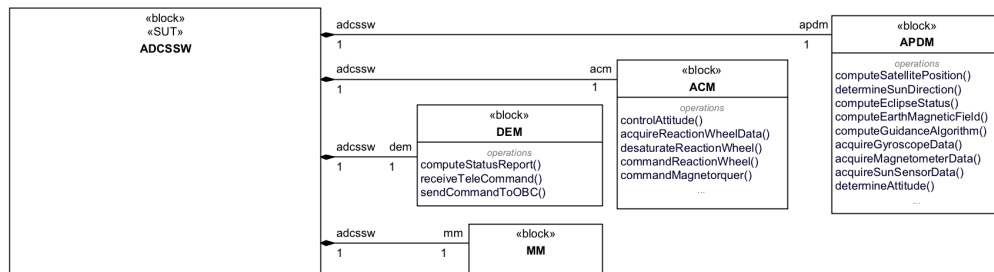 «block»
«SUT»
ADCSSW
adcssw
1
apdm
1
«block»
APDM
operations
computeSatellitePosition()
determineSunDirection()
computeEclipseStatus()
computeEarthMagneticField()
computeGuidanceAlgorithm()
acquireGyroscopeData()
acquireMagnetometerData()
acquireSunSensorData()
determineAttitude()
...
adcssw
1
acm
1
«block»
ACM
operations
controlAttitude()
acquireReactionWheelData()
desaturateReactionWheel()
commandReactionWheel()
commandMagnetorquer()
...
adcssw
1
dem
1
«block»
DEM
operations
computeStatusReport()
receiveTeleCommand()
sendCommandToOBC()
adcssw
1
mm
1
«block»
MM